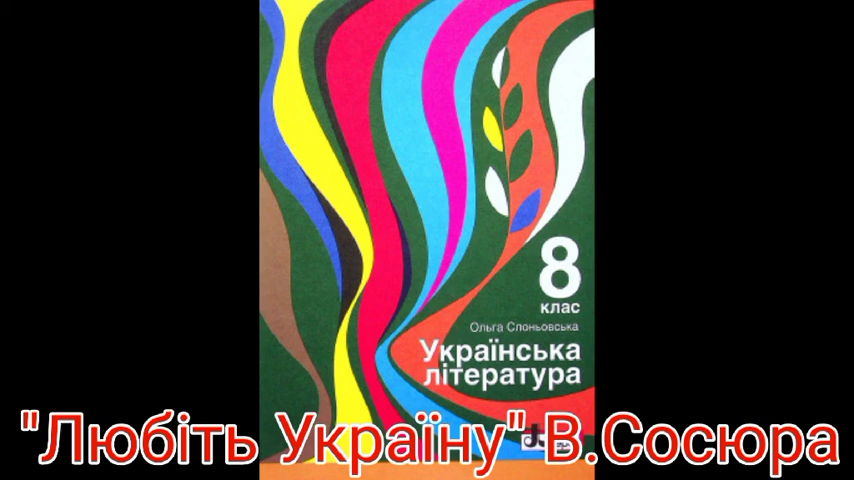 8
клас
Ольга Слоньовська
Українська
література
"Любіть Україну" В.Сосюра